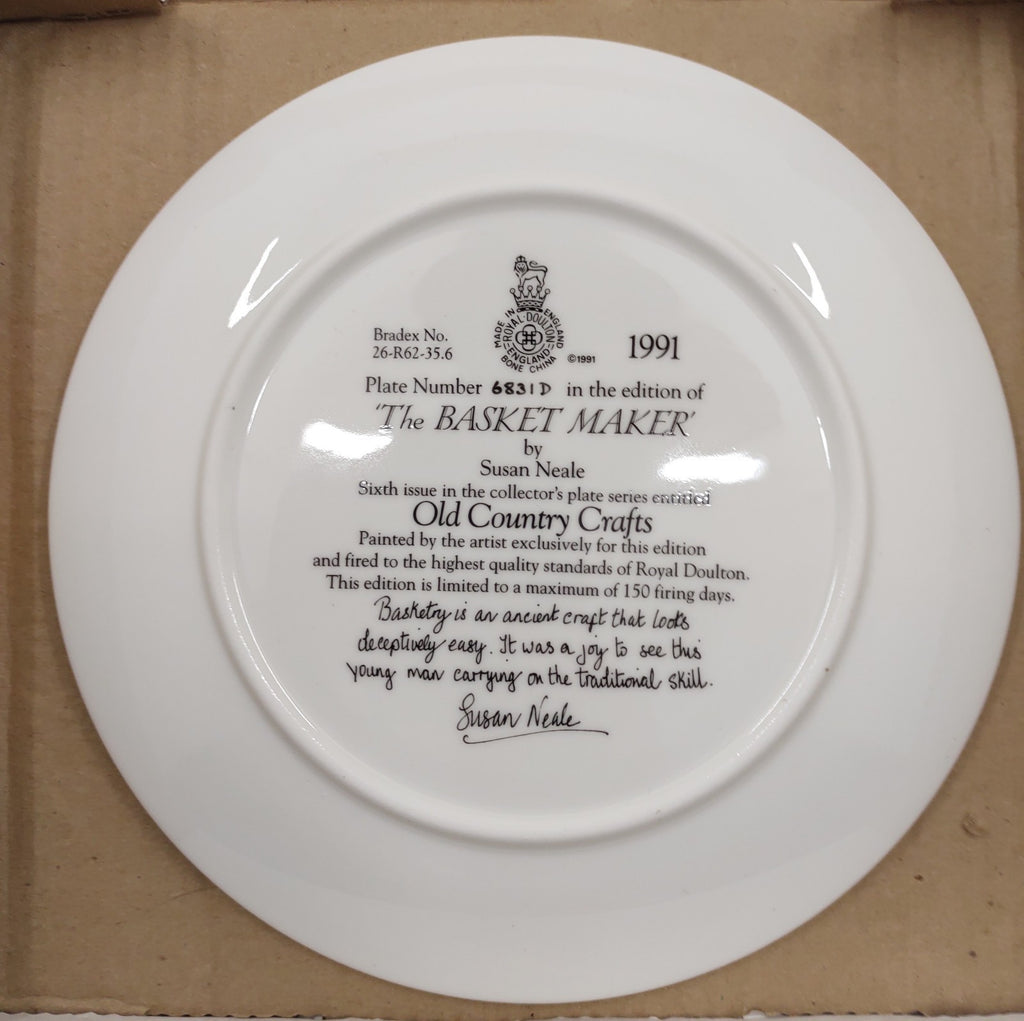 MADE IN ENGLAND
ROYAL · DOULTON
ENGLAND
BONE CHINA
©1991
Bradex No.
26-R62-35.6
1991
Plate Number 6831D in the edition of
'The BASKET MAKER'
by
Susan Neale
Sixth issue in the collector's plate series entitled
Old Country Crafts
Painted by the artist exclusively for this edition
and fired to the highest quality standards of Royal Doulton.
This edition is limited to a maximum of 150 firing days.
Basketry is an ancient craft that looks
deceptively easy. It was a joy to see this
young man carrying on the traditional skill.
Susan Neale